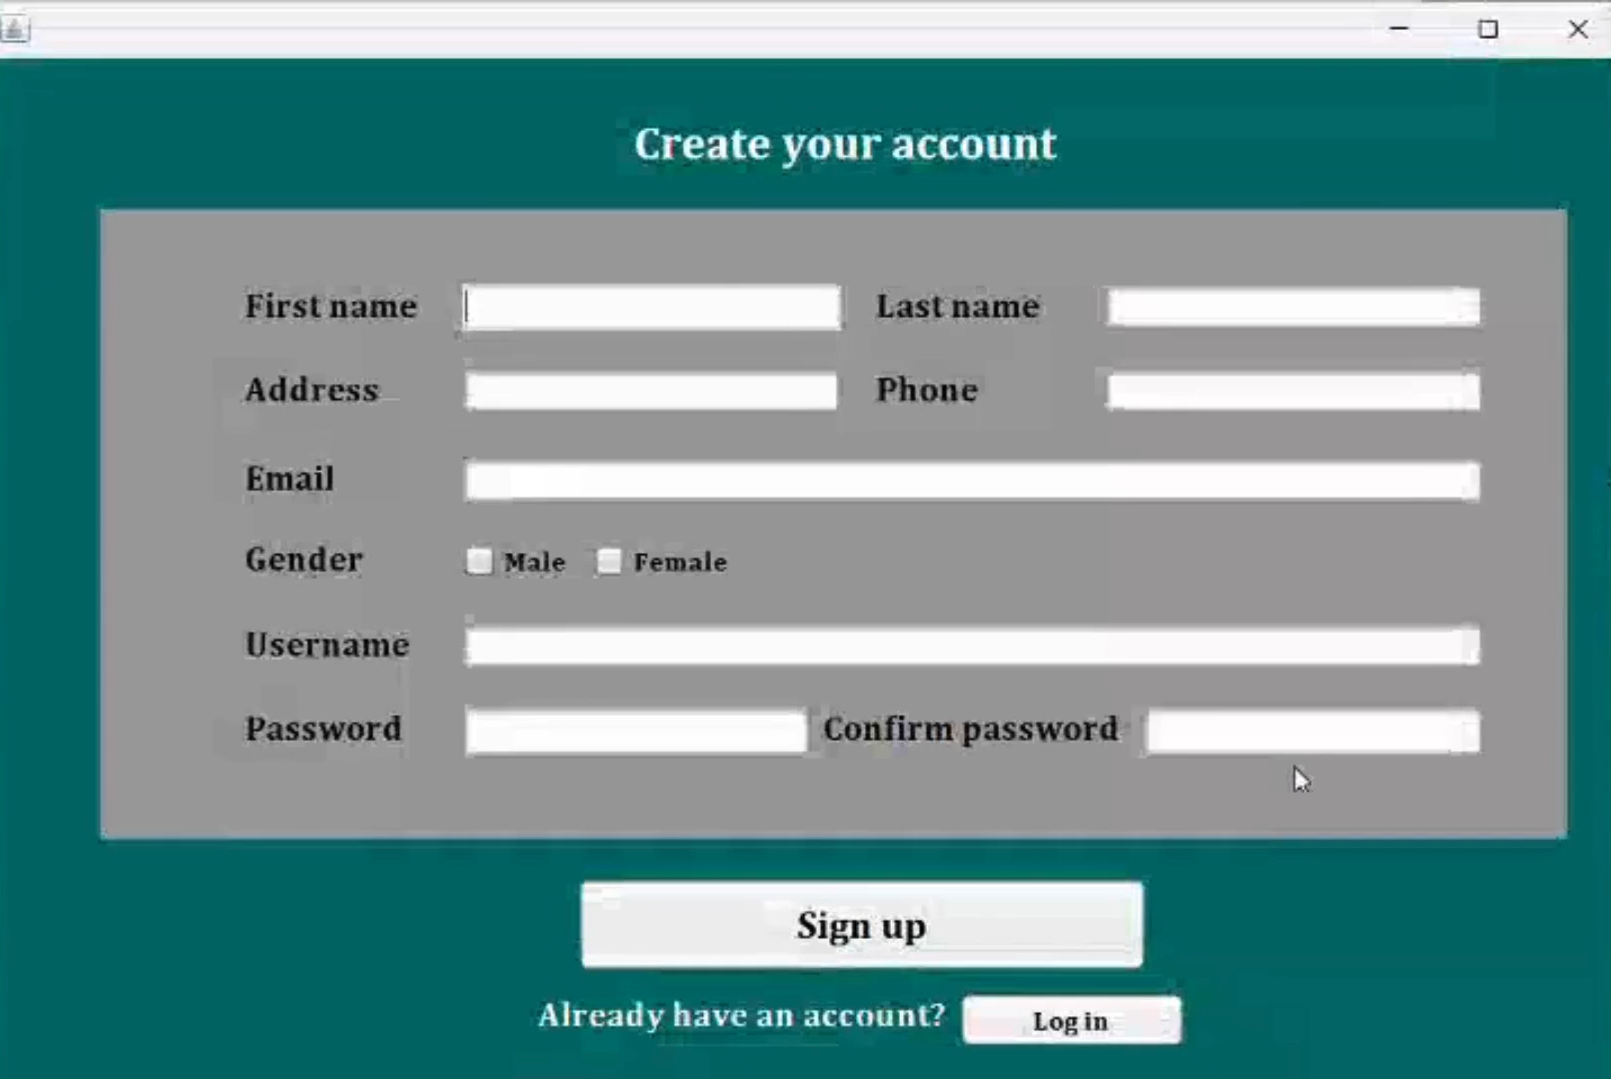 Create your account
First name
Last name
Address
Phone
Email
Gender
Male
Female
Username
Password
Confirm password
Sign up
Already have an account?
Log in